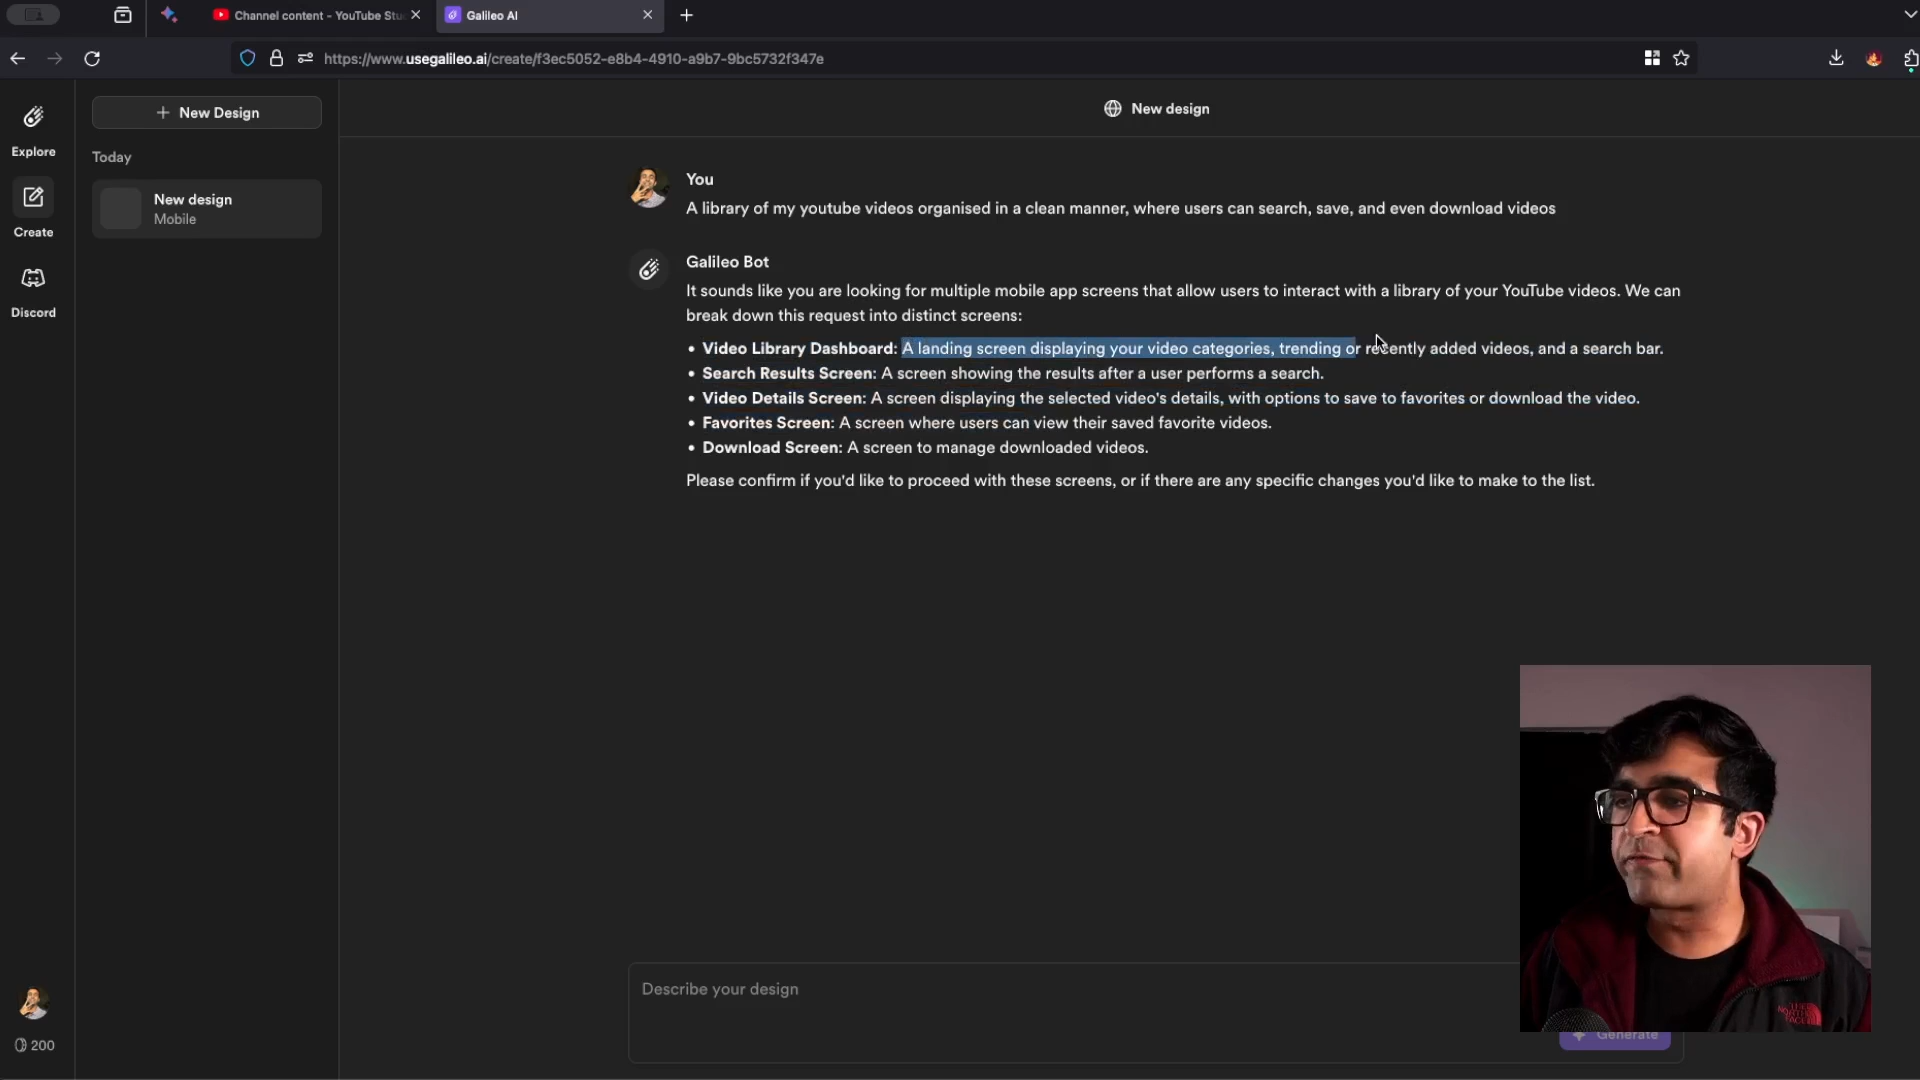 Channel content - YouTube Stu
Galileo AI
https://www.usegalileo.ai/create/f3ec5052-e8b4-4910-a9b7-9bc5732f347e
Explore
Create
Discord
200
New Design
Today
New design
Mobile
New design
You
A library of my youtube videos organised in a clean manner, where users can search, save, and even download videos
Galileo Bot
It sounds like you are looking for multiple mobile app screens that allow users to interact with a library of your YouTube videos. We can
break down this request into distinct screens:
• Video Library Dashboard: A landing screen displaying your video categories, trending or recently added videos, and a search bar.
• Search Results Screen: A screen showing the results after a user performs a search.
• Video Details Screen: A screen displaying the selected video's details, with options to save to favorites or download the video.
• Favorites Screen: A screen where users can view their saved favorite videos.
• Download Screen: A screen to manage downloaded videos.
Please confirm if you'd like to proceed with these screens, or if there are any specific changes you'd like to make to the list.
Describe your design
Generate